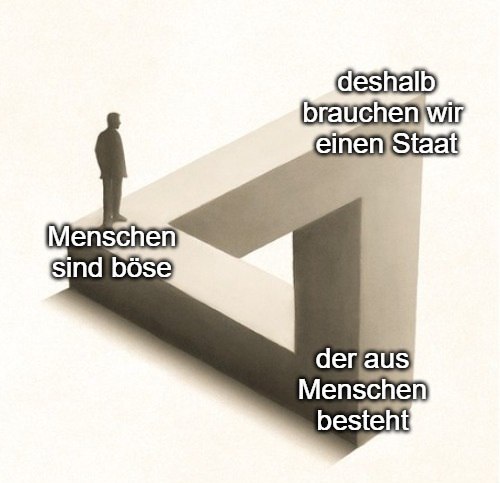 Menschen
sind böse
deshalb
brauchen wir
einen Staat
der aus
Menschen
besteht